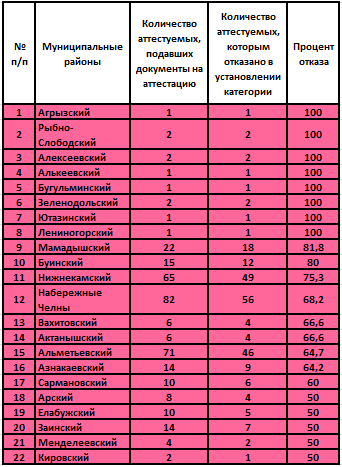 № п/п | Муниципальные районы | Количество аттестуемых, подавших документы на аттестацию | Количество аттестуемых, которым отказано в установлении категории | Процент отказа
1 | Агрызский | 1 | 1 | 100
2 | Рыбно-Слободский | 2 | 2 | 100
3 | Алексеевский | 2 | 2 | 100
4 | Алькеевский | 1 | 1 | 100
5 | Бугульминский | 1 | 1 | 100
6 | Зеленодольский | 2 | 2 | 100
7 | Ютазинский | 1 | 1 | 100
8 | Лениногорский | 1 | 1 | 100
9 | Мамадышский | 22 | 18 | 81,8
10 | Буинский | 15 | 12 | 80
11 | Нижнекамский | 65 | 49 | 75,3
12 | Набережные Челны | 82 | 56 | 68,2
13 | Вахитовский | 6 | 4 | 66,6
14 | Актанышский | 6 | 4 | 66,6
15 | Альметьевский | 71 | 46 | 64,7
16 | Азнакаевский | 14 | 9 | 64,2
17 | Сармановский | 10 | 6 | 60
18 | Арский | 8 | 4 | 50
19 | Елабужский | 10 | 5 | 50
20 | Заинский | 14 | 7 | 50
21 | Менделеевский | 4 | 2 | 50
22 | Кировский | 2 | 1 | 50